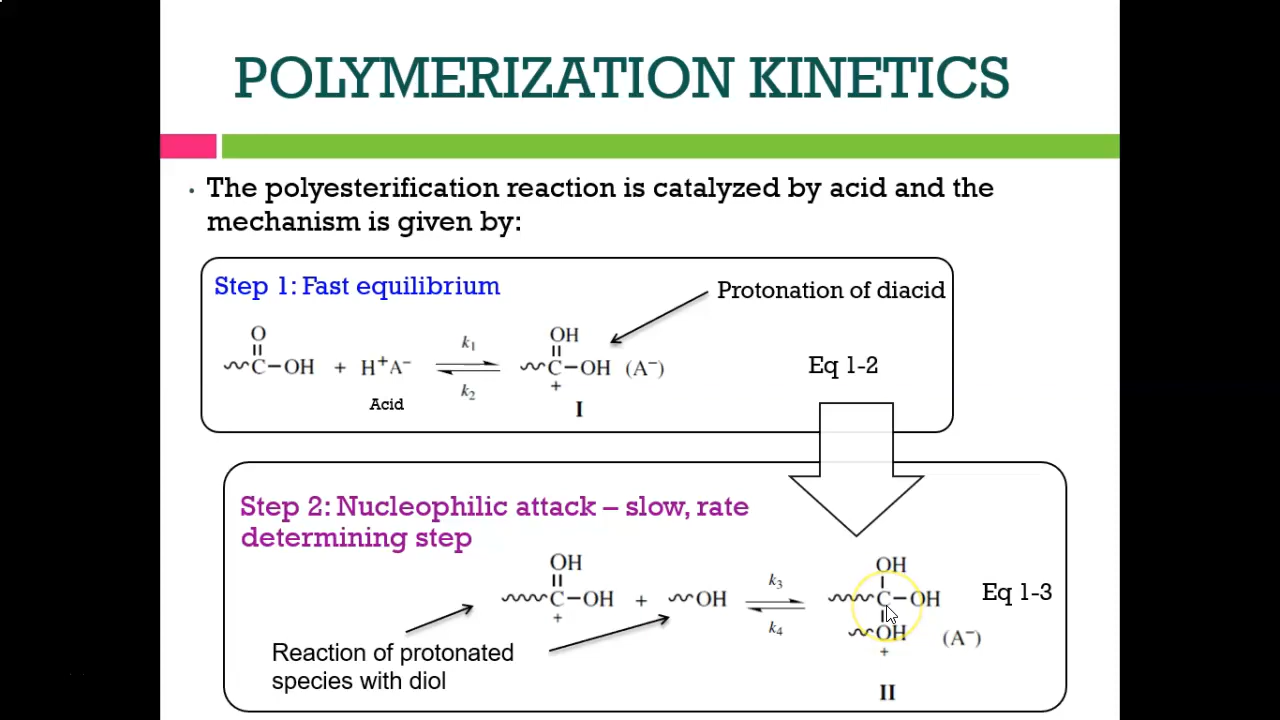 POLYMERIZATION KINETICS
• The polyesterification reaction is catalyzed by acid and the
mechanism is given by:
Step 1: Fast equilibrium
Protonation of diacid
O
C–OH + H⁺A⁻
k₁
k₂
OH
C–OH (A⁻)
+
Acid
I
Eq 1-2
Step 2: Nucleophilic attack – slow, rate
determining step
OH
C–OH + OH
+
k₃
k₄
OH
C–OH
OH (A⁻)
+
II
Eq 1-3
Reaction of protonated
species with diol